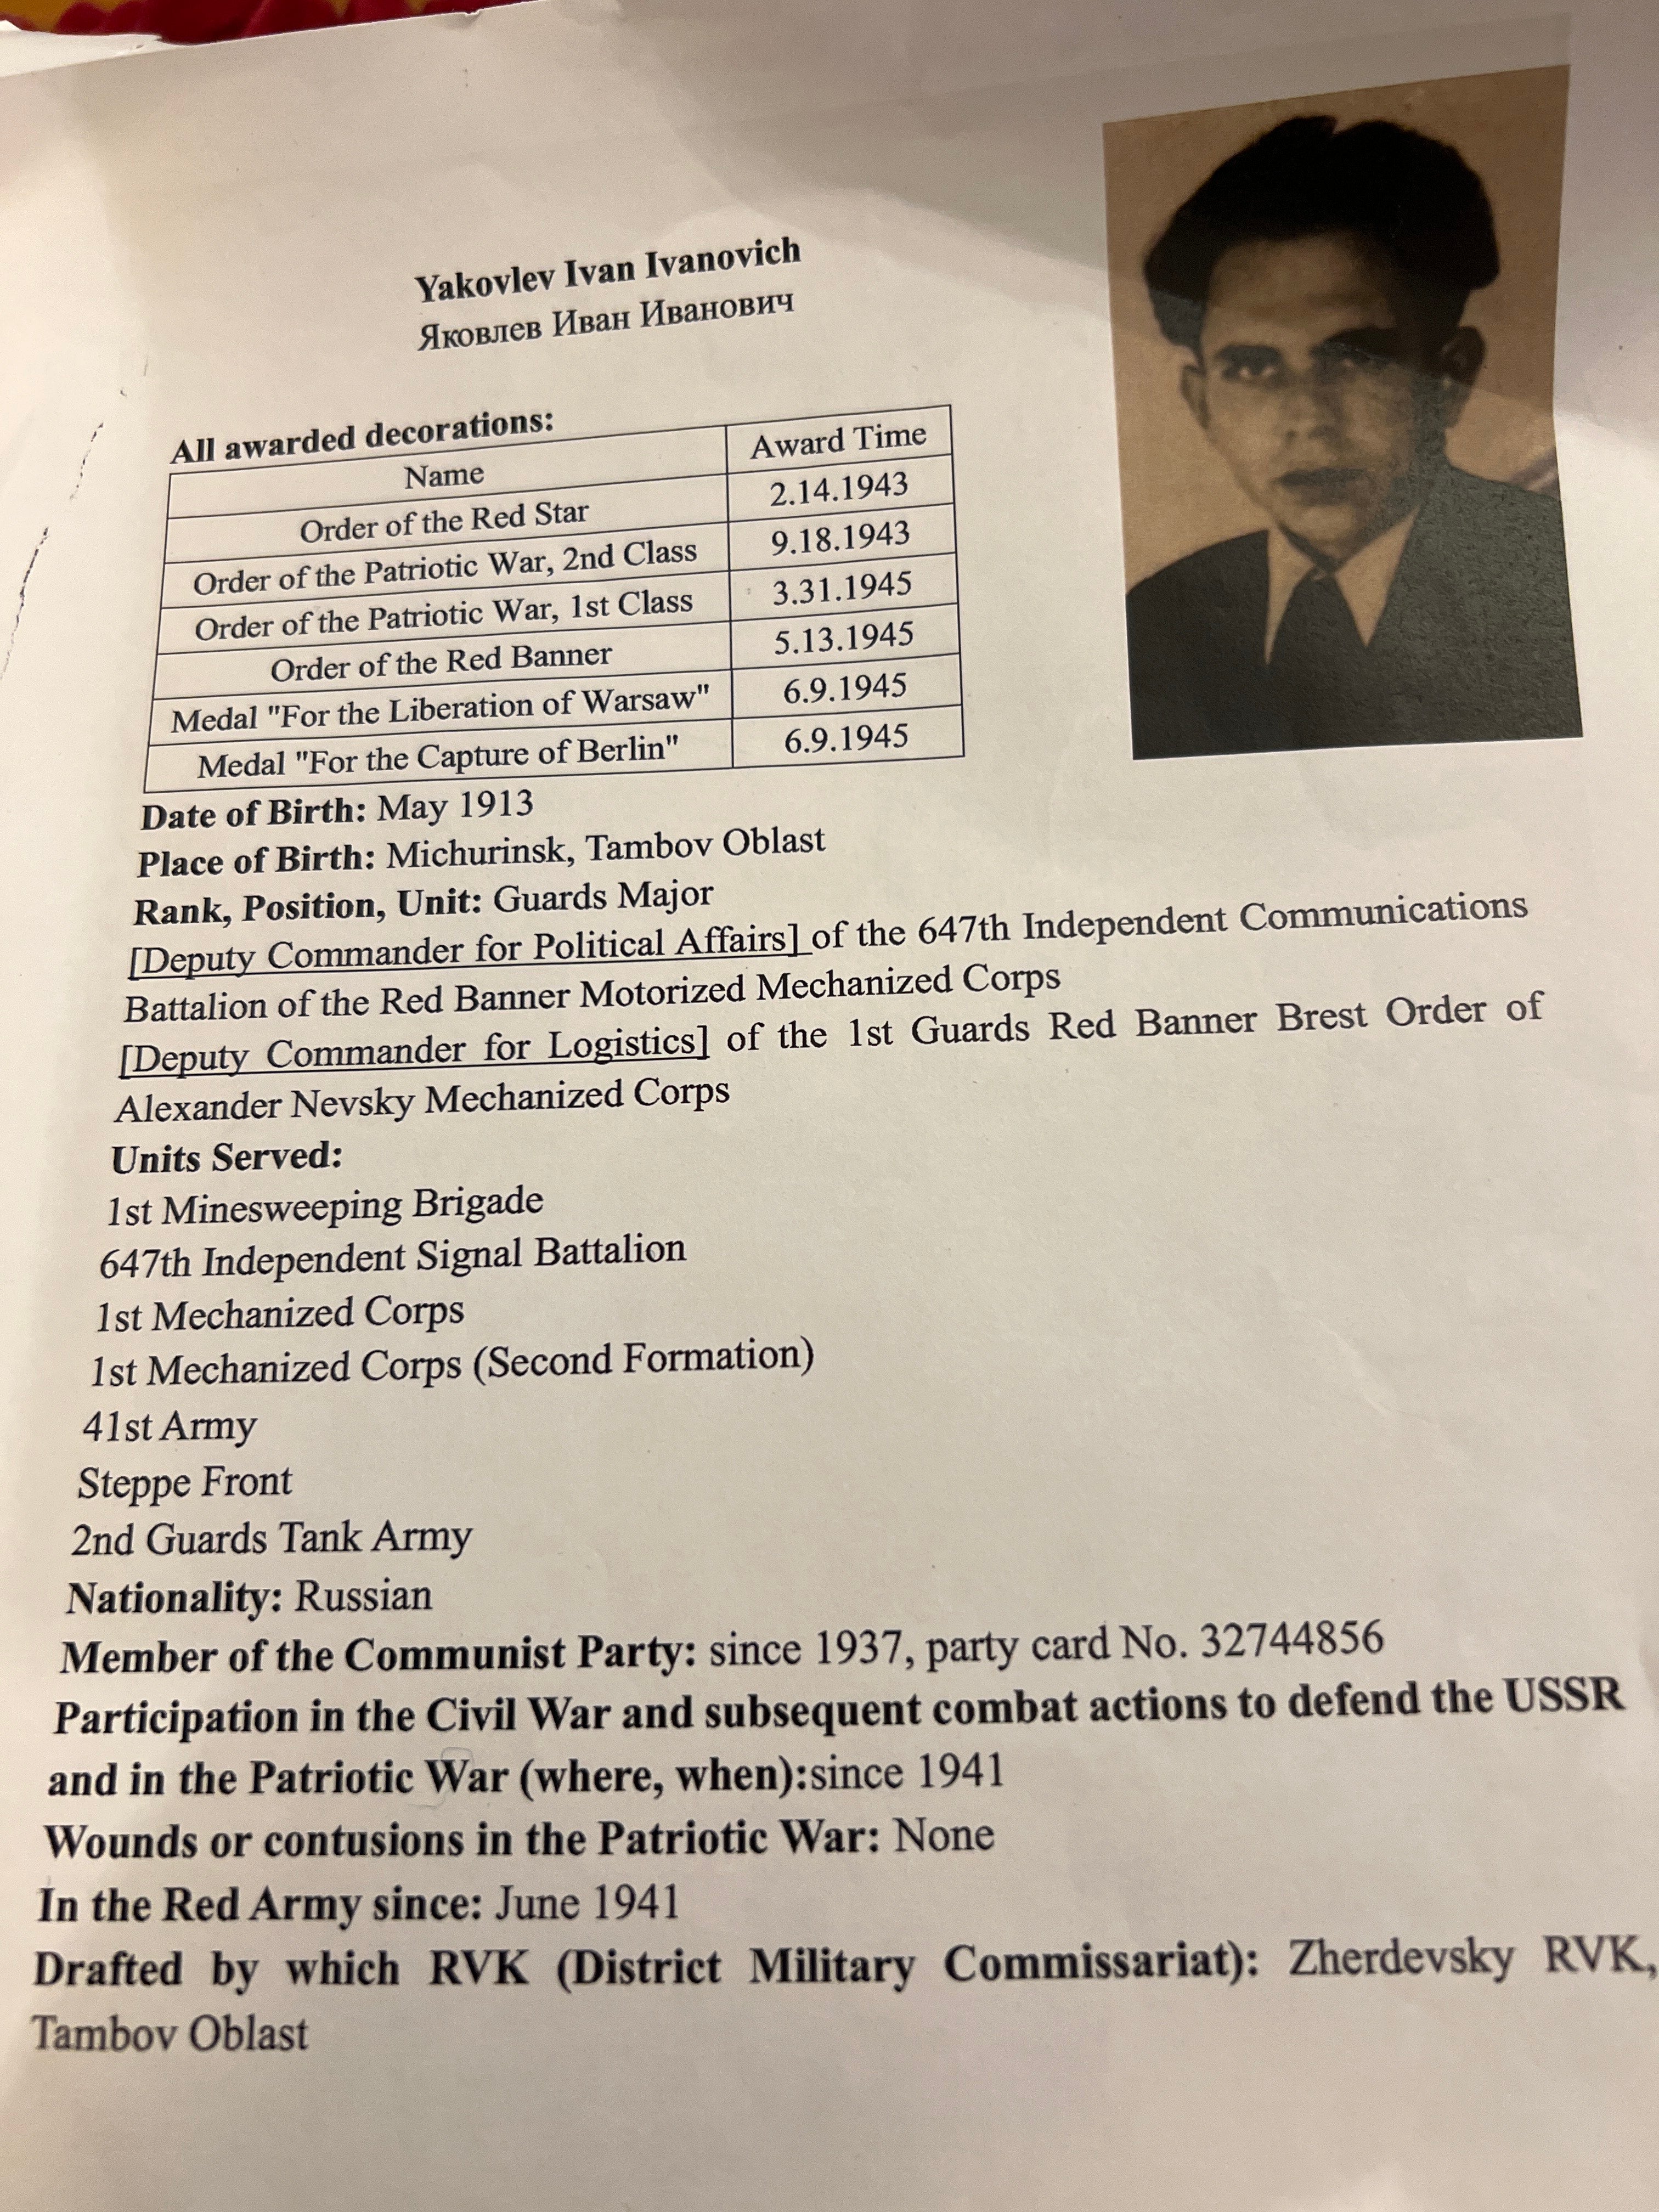 Yakovlev Ivan Ivanovich
Яковлев Иван Иванович
All awarded decorations:
Name Award Time
Order of the Red Star 2.14.1943
Order of the Patriotic War, 2nd Class 9.18.1943
Order of the Patriotic War, 1st Class 3.31.1945
Order of the Red Banner 5.13.1945
Medal "For the Liberation of Warsaw" 6.9.1945
Medal "For the Capture of Berlin" 6.9.1945
Date of Birth: May 1913
Place of Birth: Michurinsk, Tambov Oblast
Rank, Position, Unit: Guards Major
[Deputy Commander for Political Affairs] of the 647th Independent Communications
Battalion of the Red Banner Motorized Mechanized Corps
[Deputy Commander for Logistics] of the 1st Guards Red Banner Brest Order of
Alexander Nevsky Mechanized Corps
Units Served:
1st Minesweeping Brigade
647th Independent Signal Battalion
1st Mechanized Corps
1st Mechanized Corps (Second Formation)
41st Army
Steppe Front
2nd Guards Tank Army
Nationality: Russian
Member of the Communist Party: since 1937, party card No. 32744856
Participation in the Civil War and subsequent combat actions to defend the USSR
and in the Patriotic War (where, when):since 1941
Wounds or contusions in the Patriotic War: None
In the Red Army since: June 1941
Drafted by which RVK (District Military Commissariat): Zherdevsky RVK,
Tambov Oblast